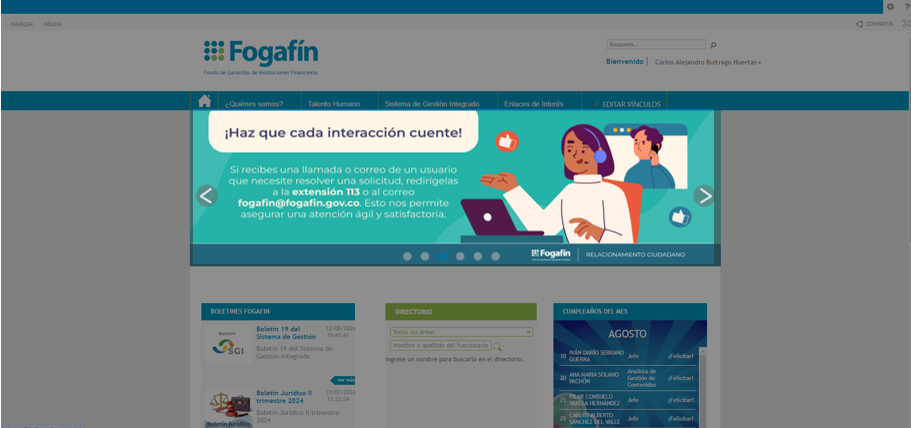 NAVEGAR PÁGINA
COMPARTIR
Fogafín
Fondo de Garantías de Instituciones Financieras
Búsqueda...
Bienvenido | Carlos Alejandro Buitrago Huertas
¿Quiénes somos? Talento Humano Sistema de Gestión Integrado Enlaces de Interés EDITAR VÍNCULOS
¡Haz que cada interacción cuente!
Si recibes una llamada o correo de un usuario
que necesite resolver una solicitud, redirígelas
a la extensión 113 o al correo
fogafin@fogafin.gov.co. Esto nos permite
asegurar una atención ágil y satisfactoria.
Fogafín | RELACIONAMIENTO CIUDADANO
BOLETINES FOGAFIN
Boletín
SGI
Boletín 19 del
Sistema de Gestión
12/08/2024
16:41:41
Boletín 19 del Sistema de
Gestión Integrado
ver más
Boletín Jurídico II
trimestre 2024
31/07/2024
11:22:34
Boletín Jurídico II
trimestre 2024
Boletín Jurídico
DIRECTORIO
Todas las áreas
Nombre o apellido del funcionario
Ingrese un nombre para buscarlo en el directorio.
CUMPLEAÑOS DEL MES
AGOSTO
10 IVÁN DARÍO SERRANO GUERRA Jefe ¡Felicitar!
20 ANA MARIA SOLANO PACHÓN Analista de Gestión de Contenidos ¡Felicitar!
23 PILAR CONSUELO VARELA HERNÁNDEZ Jefe ¡Felicitar!
25 CARLOS ALBERTO SÁNCHEZ DEL VALLE Jefe ¡Felicitar!